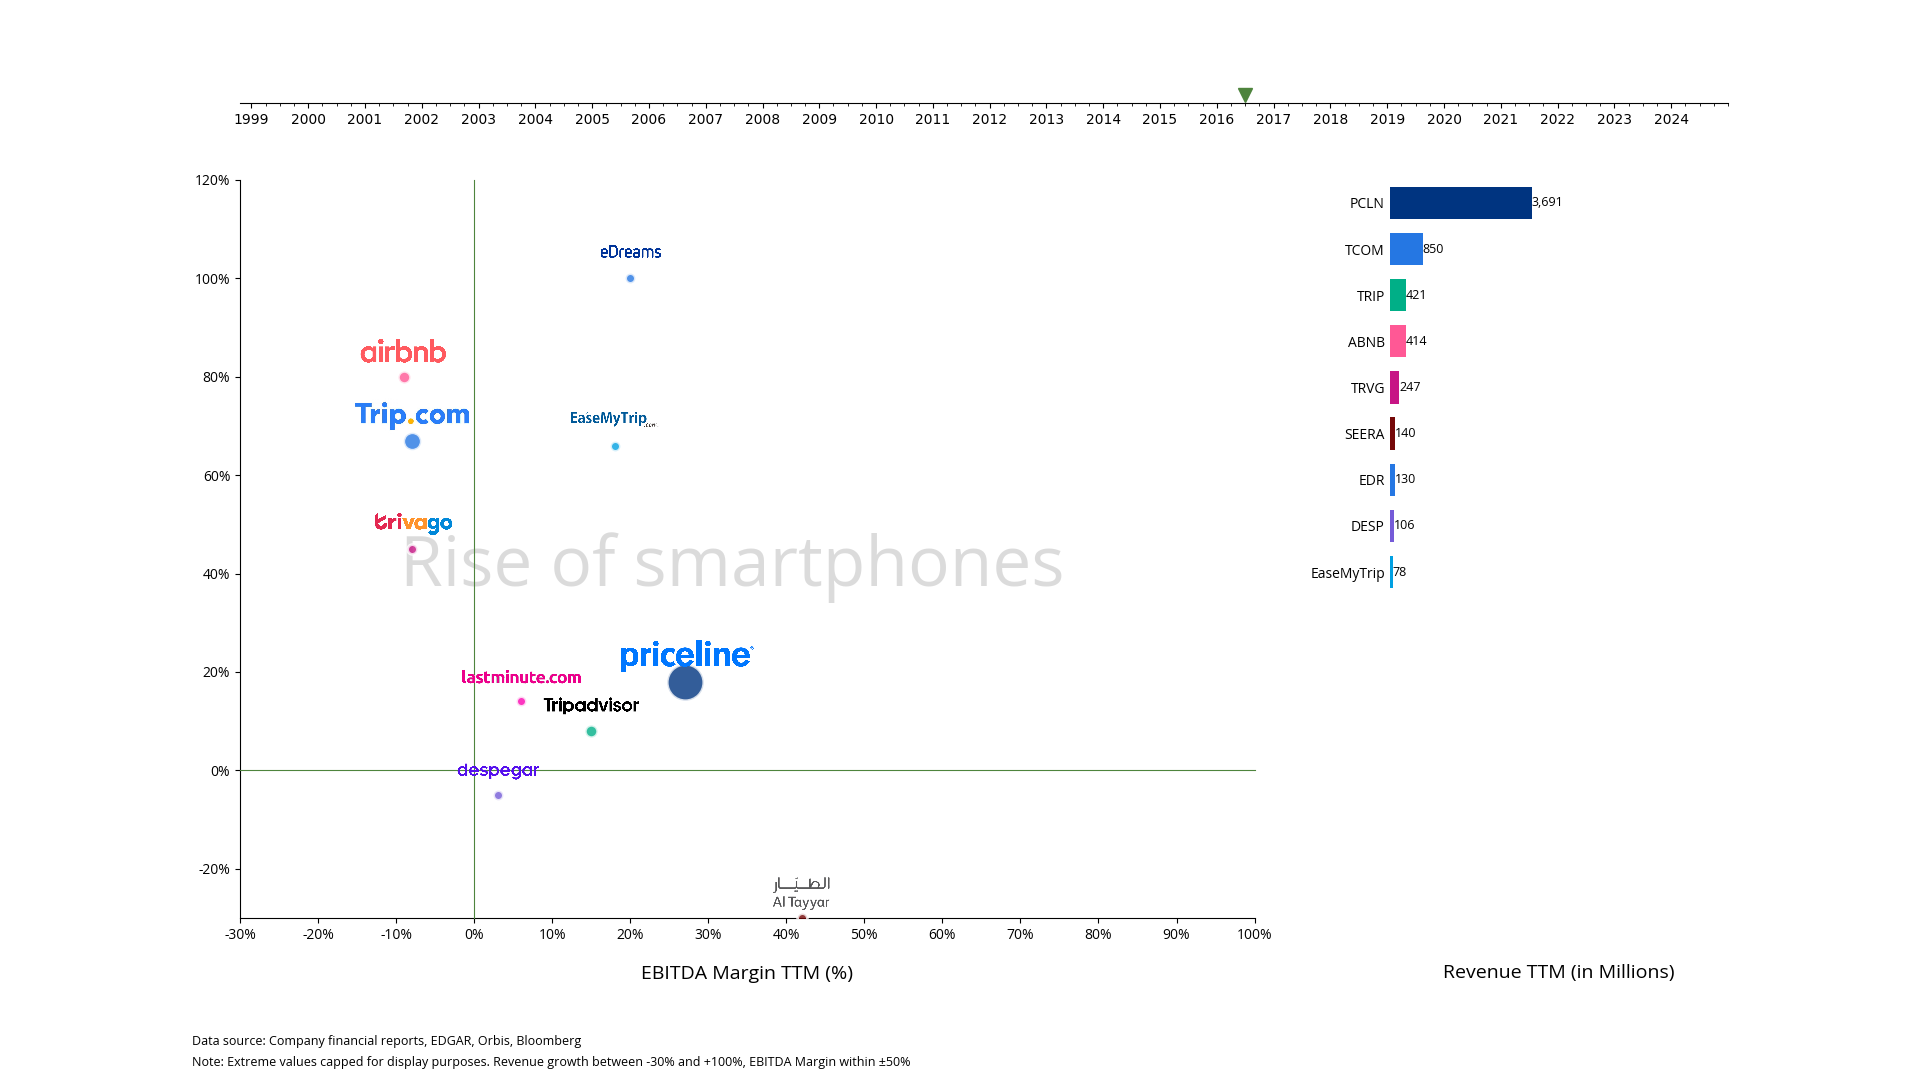 1999 2000 2001 2002 2003 2004 2005 2006 2007 2008 2009 2010 2011 2012 2013 2014 2015 2016 2017 2018 2019 2020 2021 2022 2023 2024
120%
100%
80%
60%
40%
20%
0%
-20%
eDreams
airbnb
Trip.com
EaseMyTrip.com
trivago
Rise of smartphones
priceline
lastminute.com
Tripadvisor
despegar
الطيّار
Al Tayyar
-30% -20% -10% 0% 10% 20% 30% 40% 50% 60% 70% 80% 90% 100%
EBITDA Margin TTM (%)
PCLN 3,691
TCOM 850
TRIP 421
ABNB 414
TRVG 247
SEERA 140
EDR 130
DESP 106
EaseMyTrip 78
Revenue TTM (in Millions)
Data source: Company financial reports, EDGAR, Orbis, Bloomberg
Note: Extreme values capped for display purposes. Revenue growth between -30% and +100%, EBITDA Margin within ±50%